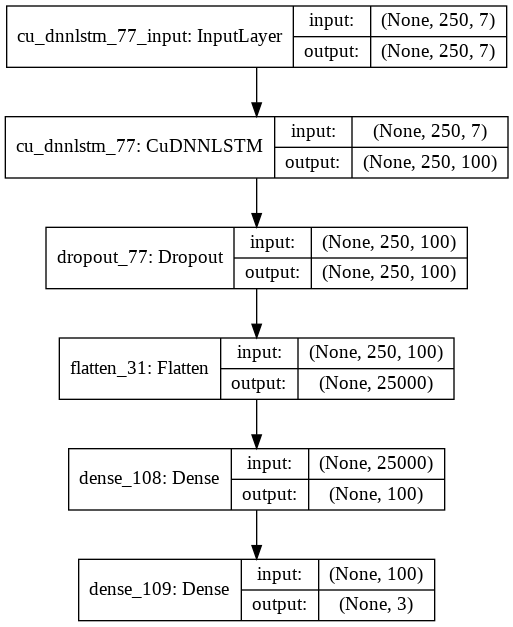 cu_dnnlstm_77_input: InputLayer
input: (None, 250, 7)
output: (None, 250, 7)
cu_dnnlstm_77: CuDNNLSTM
input: (None, 250, 7)
output: (None, 250, 100)
dropout_77: Dropout
input: (None, 250, 100)
output: (None, 250, 100)
flatten_31: Flatten
input: (None, 250, 100)
output: (None, 25000)
dense_108: Dense
input: (None, 25000)
output: (None, 100)
dense_109: Dense
input: (None, 100)
output: (None, 3)